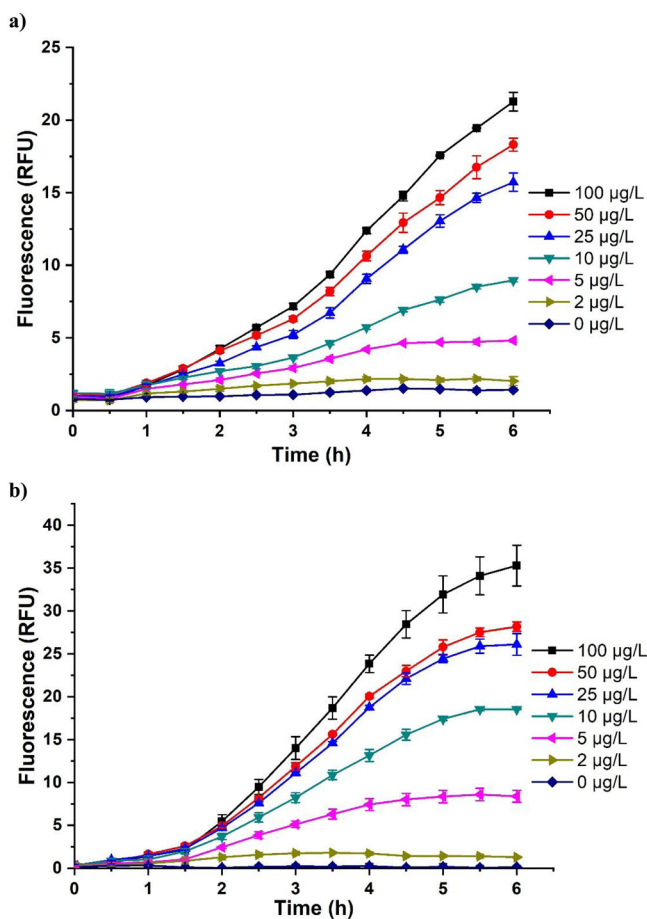 a)
25
20
15
10
5
0
Fluorescence (RFU)
100 µg/L
50 µg/L
25 µg/L
10 µg/L
5 µg/L
2 µg/L
0 µg/L
0 1 2 3 4 5 6
Time (h)
b)
40
35
30
25
20
15
10
5
0
Fluorescence (RFU)
100 µg/L
50 µg/L
25 µg/L
10 µg/L
5 µg/L
2 µg/L
0 µg/L
0 1 2 3 4 5 6
Time (h)